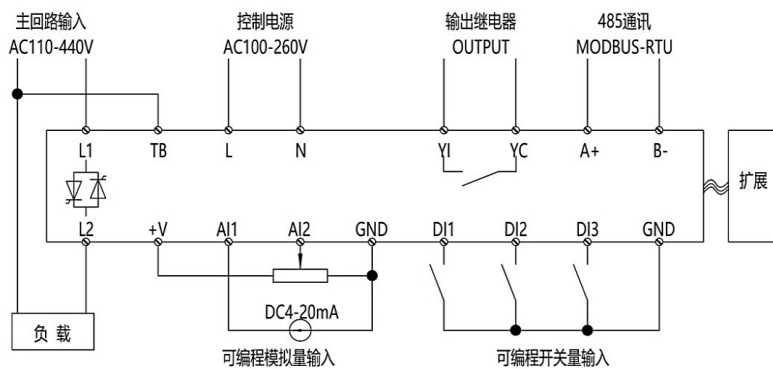 主回路输入 控制电源 输出继电器 485通讯
AC110-440V AC100-260V OUTPUT MODBUS-RTU
L1 TB L N YI YC A+ B-
扩展
L2 +V AI1 AI2 GND DI1 DI2 DI3 GND
DC4-20mA
负载
可编程模拟量输入 可编程开关量输入